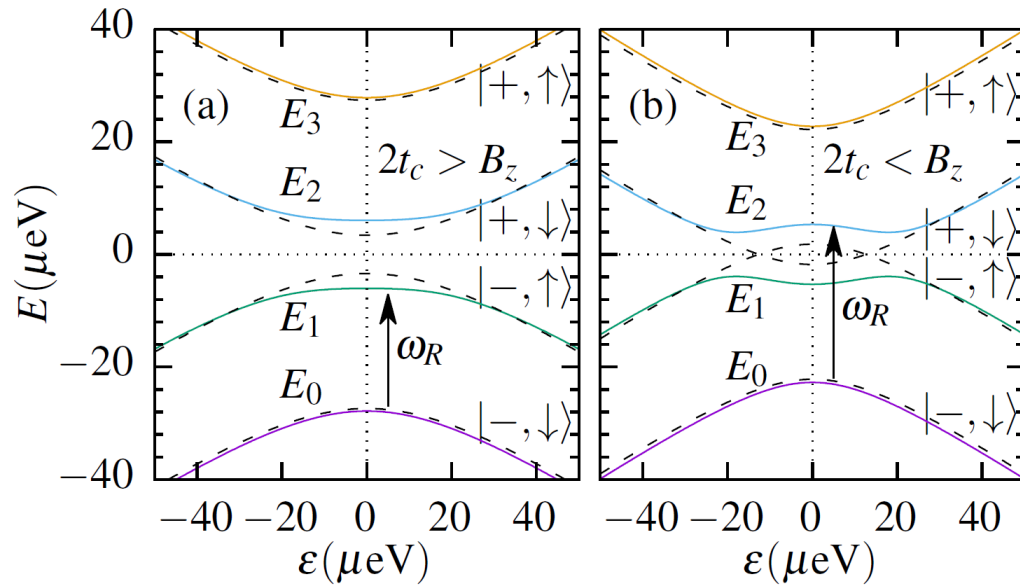 40
20
0
−20
−40
E (μeV)
(a)
E3
E2
E1
E0
2tc > Bz
|+, ↑⟩
|+, ↓⟩
|−, ↑⟩
|−, ↓⟩
ωR
−40 −20 0 20 40
ε(μeV)
(b)
E3
E2
E1
E0
2tc < Bz
|+, ↑⟩
|+, ↓⟩
|−, ↑⟩
|−, ↓⟩
ωR
−40 −20 0 20 40
ε(μeV)